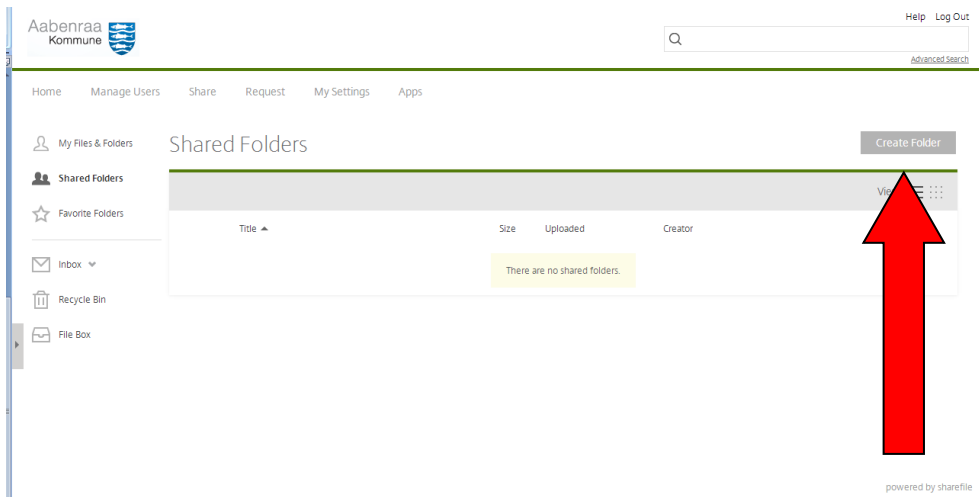 Aabenraa
Kommune
Help Log Out
Advanced Search
Home Manage Users Share Request My Settings Apps
My Files & Folders
Shared Folders
Favorite Folders
Inbox
Recycle Bin
File Box
Shared Folders
Create Folder
Title Size Uploaded Creator
There are no shared folders.
powered by sharefile